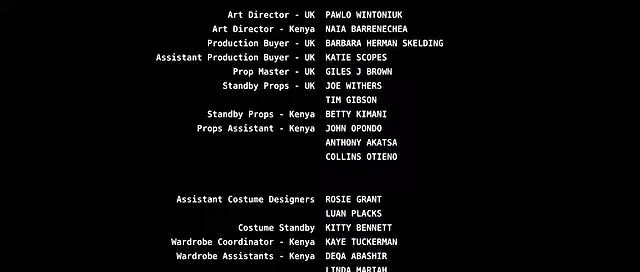 Art Director - UK PAWLO WINTONIUK
Art Director - Kenya NAIA BARRENECHEA
Production Buyer - UK BARBARA HERMAN SKELDING
Assistant Production Buyer - UK KATIE SCOPES
Prop Master - UK GILES J BROWN
Standby Props - UK JOE WITHERS
TIM GIBSON
Standby Props - Kenya BETTY KIMANI
Props Assistant - Kenya JOHN OPONDO
ANTHONY AKATSA
COLLINS OTIENO
Assistant Costume Designers ROSIE GRANT
LUAN PLACKS
Costume Standby KITTY BENNETT
Wardrobe Coordinator - Kenya KAYE TUCKERMAN
Wardrobe Assistants - Kenya DEQA ABASHIR
LINDA MARIAH